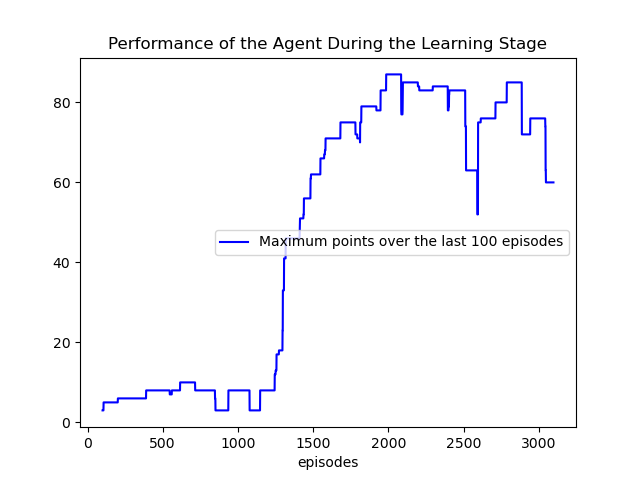 Performance of the Agent During the Learning Stage
80
60
40
20
0
Maximum points over the last 100 episodes
0 500 1000 1500 2000 2500 3000
episodes